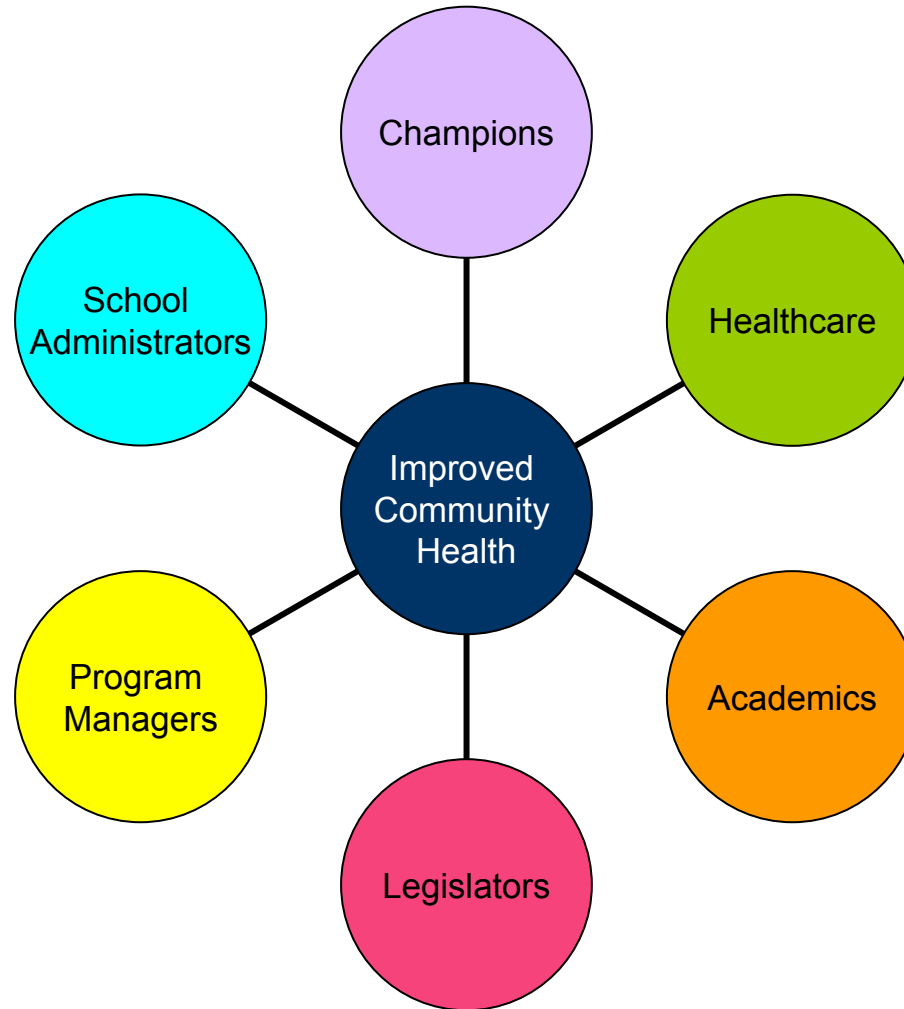 Champions
School
Administrators
Healthcare
Improved
Community
Health
Program
Managers
Academics
Legislators